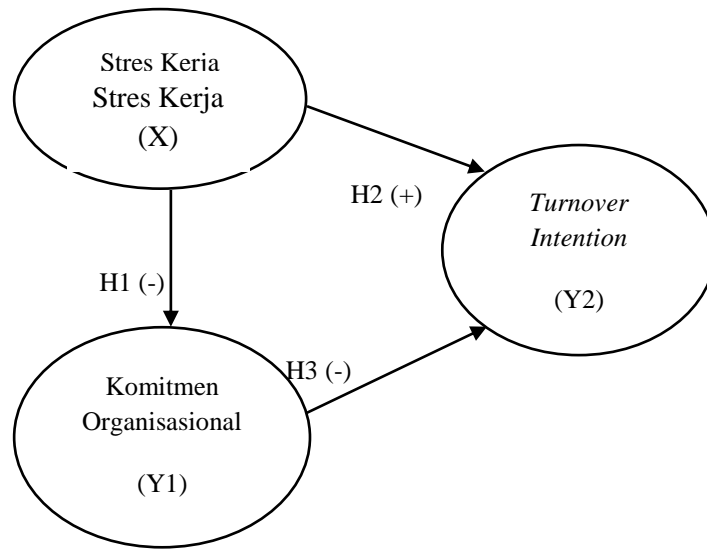 Stres Keria
Stres Kerja
(X)
H2 (+)
Turnover
Intention
(Y2)
H1 (-)
H3 (-)
Komitmen
Organisasional
(Y1)